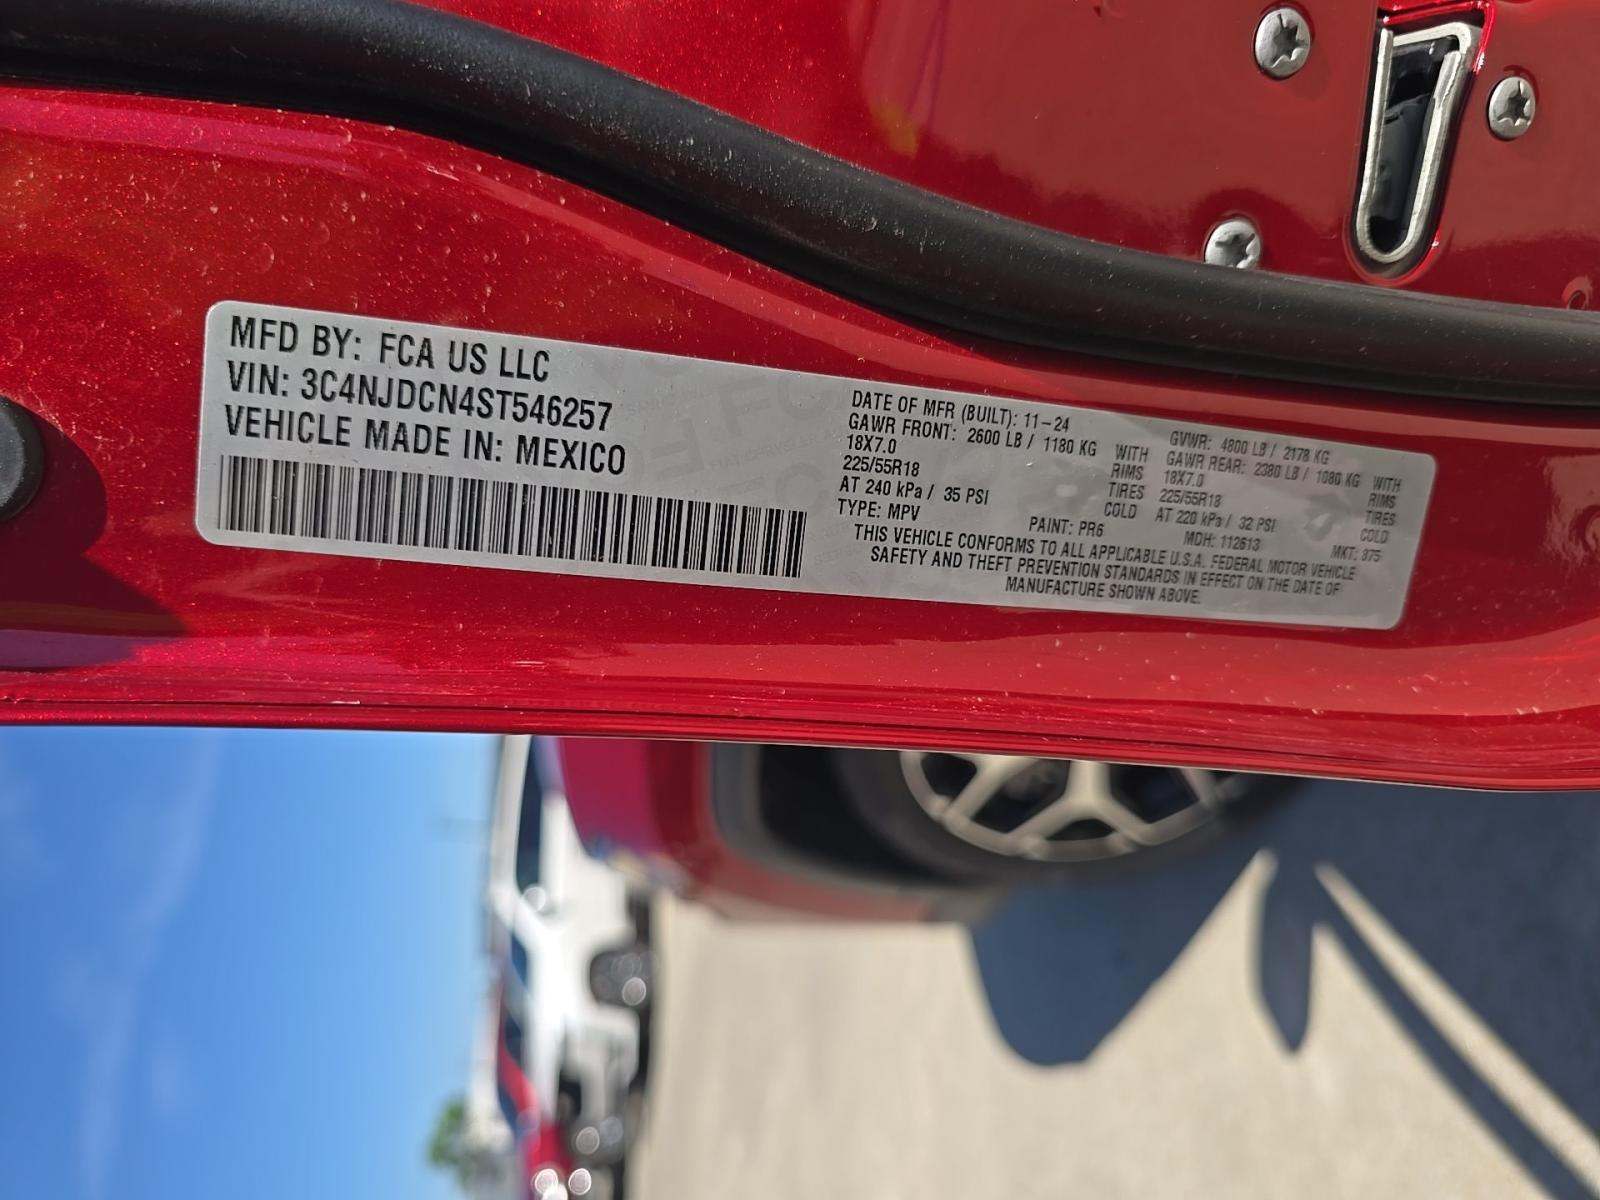 MFD BY: FCA US LLC
VIN: 3C4NJDCN4ST546257
VEHICLE MADE IN: MEXICO
DATE OF MFR (BUILT): 11-24
GAWR FRONT: 2600 LB / 1180 KG WITH
18X7.0 RIMS
225/55R18 TIRES
AT 240 kPa / 35 PSI COLD
TYPE: MPV
GVWR: 4800 LB / 2178 KG
GAWR REAR: 2380 LB / 1080 KG WITH
18X7.0 RIMS
225/55R18 TIRES
AT 220 kPa / 32 PSI COLD
PAINT: PR6 MDH: 112613 MKT: 975
THIS VEHICLE CONFORMS TO ALL APPLICABLE U.S.A. FEDERAL MOTOR VEHICLE
SAFETY AND THEFT PREVENTION STANDARDS IN EFFECT ON THE DATE OF
MANUFACTURE SHOWN ABOVE.